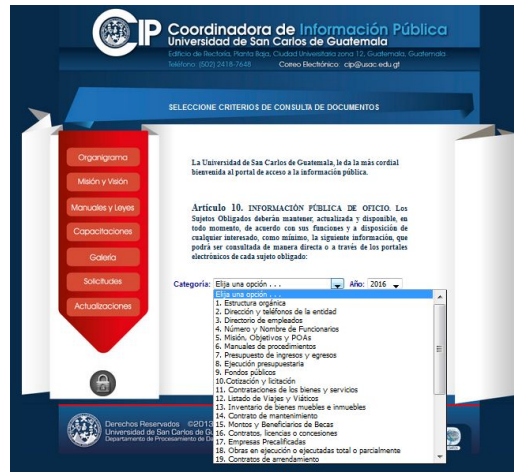 CIP Coordinadora de Información Pública
Universidad de San Carlos de Guatemala
Edificio de Rectoría, Planta Baja, Ciudad Universitaria zona 12, Guatemala, Guatemala
Teléfono: (502) 2418-7648 Correo Electrónico: cip@usac.edu.gt
SELECCIONE CRITERIOS DE CONSULTA DE DOCUMENTOS
Organigrama
Misión y Visión
Manuales y Leyes
Capacitaciones
Galería
Solicitudes
Actualizaciones
La Universidad de San Carlos de Guatemala, le da la más cordial
bienvenida al portal de acceso a la información pública.
Artículo 10. INFORMACIÓN PÚBLICA DE OFICIO. Los
Sujetos Obligados deberán mantener, actualizada y disponible, en
todo momento, de acuerdo con sus funciones y a disposición de
cualquier interesado, como mínimo, la siguiente información, que
podrá ser consultada de manera directa o a través de los portales
electrónicos de cada sujeto obligado:
Categoría: Elija una opción . . . Año: 2016
Elija una opción . . .
1. Estructura orgánica
2. Dirección y teléfonos de la entidad
3. Directorio de empleados
4. Número y Nombre de Funcionarios
5. Misión, Objetivos y POAs
6. Manuales de procedimientos
7. Presupuesto de ingresos y egresos
8. Ejecución presupuestaria
9. Fondos públicos
10.Cotización y licitación
11. Contrataciones de los bienes y servicios
12. Listado de Viajes y Viáticos
13. Inventario de bienes muebles e inmuebles
14. Contrato de mantenimiento
15. Montos y Beneficiarios de Becas
16. Contratos, licencias o concesiones
17. Empresas Precalificadas
18. Obras en ejecución o ejecutadas total o parcialmente
19. Contratos de arrendamiento
Derechos Reservados ©2013
Universidad de San Carlos de G
Departamento de Procesamiento de Da